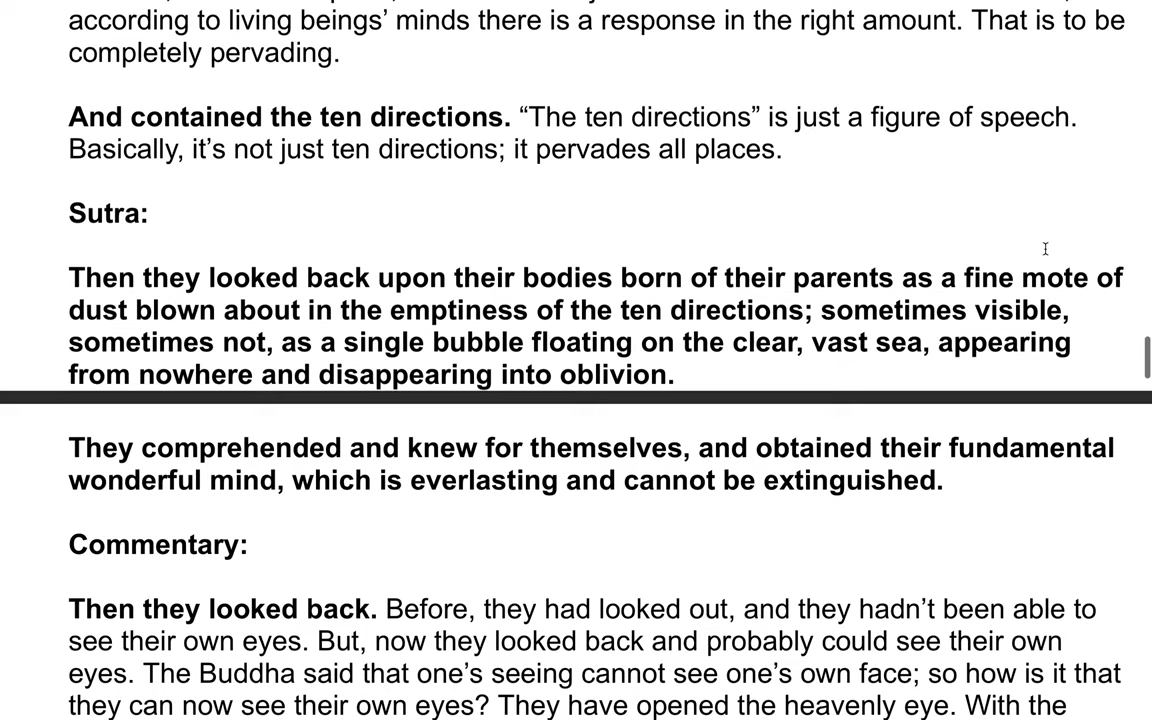 according to living beings’ minds there is a response in the right amount. That is to be
completely pervading.
And contained the ten directions. “The ten directions” is just a figure of speech.
Basically, it’s not just ten directions; it pervades all places.
Sutra:
Then they looked back upon their bodies born of their parents as a fine mote of
dust blown about in the emptiness of the ten directions; sometimes visible,
sometimes not, as a single bubble floating on the clear, vast sea, appearing
from nowhere and disappearing into oblivion.
They comprehended and knew for themselves, and obtained their fundamental
wonderful mind, which is everlasting and cannot be extinguished.
Commentary:
Then they looked back. Before, they had looked out, and they hadn’t been able to
see their own eyes. But, now they looked back and probably could see their own
eyes. The Buddha said that one’s seeing cannot see one’s own face; so how is it that
they can now see their own eyes? They have opened the heavenly eye. With the